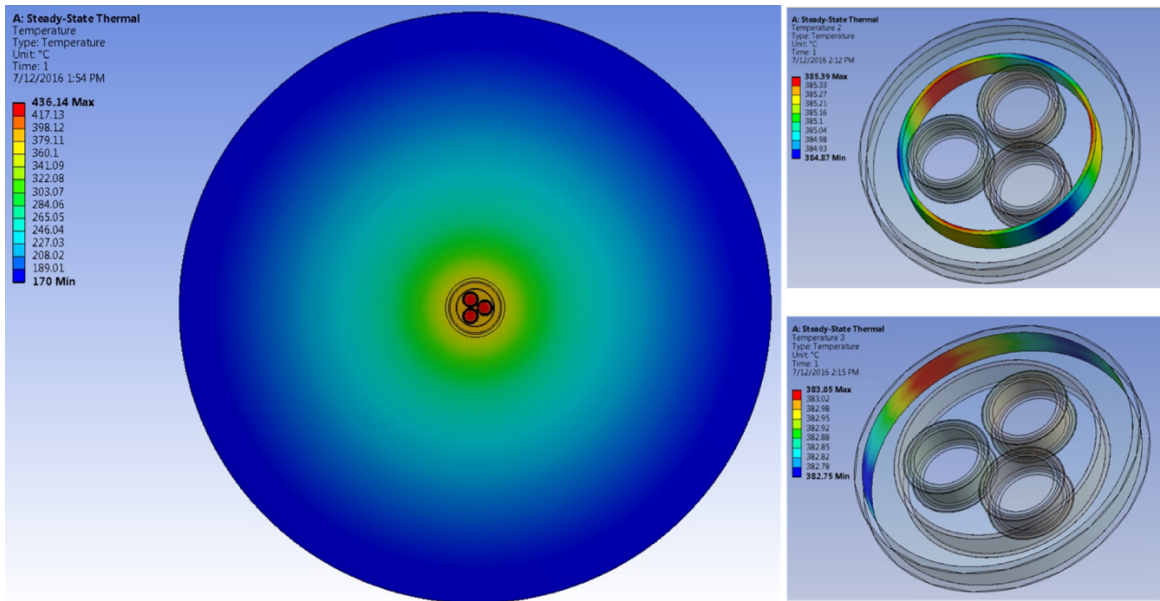 A: Steady-State Thermal
Temperature
Type: Temperature
Unit: °C
Time: 1
7/12/2016 1:54 PM
436.14 Max
417.13
398.12
379.11
360.1
341.09
322.08
303.07
284.06
265.05
246.04
227.03
208.02
189.01
170 Min
A: Steady-State Thermal
Temperature 2
Type: Temperature
Unit: °C
Time: 1
7/12/2016 2:12 PM
385.39 Max
385.33
385.27
385.21
385.16
385.1
385.04
384.98
384.93
384.87 Min
A: Steady-State Thermal
Temperature 3
Type: Temperature
Unit: °C
Time: 1
7/12/2016 2:15 PM
383.05 Max
383.02
382.98
382.95
382.92
382.88
382.85
382.82
382.78
382.75 Min